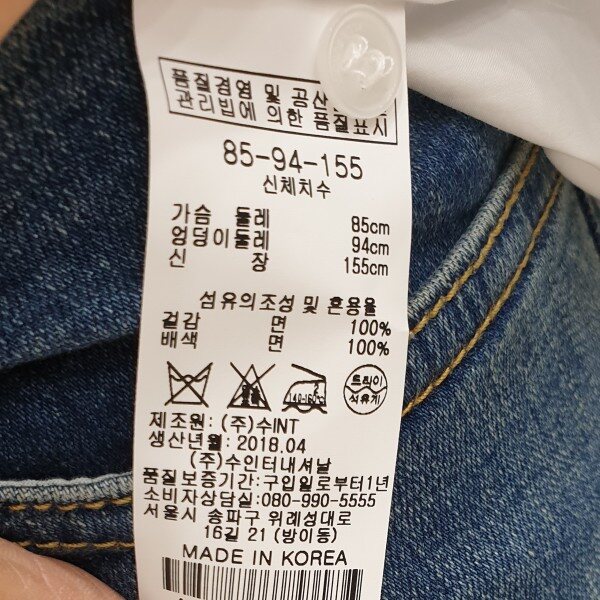 품질경영 및 공산
관리법에 의한 품질표시
85-94-155
신체치수
가슴 둘레 85cm
엉덩이둘레 94cm
신 장 155cm
섬유의조성 및 혼용율
겉감 면 100%
배색 면 100%
140-160℃
드라이
석유계
제조원: (주)수INT
생산년월: 2018.04
(주)수인터내셔날
품질보증기간:구입일로부터1년
소비자상담실:080-990-5555
서울시 송파구 위례성대로
16길 21 (방이동)
MADE IN KOREA